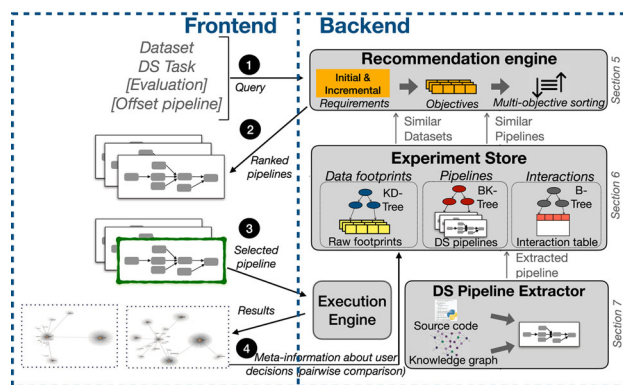 Frontend
Backend
Dataset
DS Task
[Evaluation]
[Offset pipeline]
1
Query
Recommendation engine
Initial &
Incremental
Requirements
Objectives
Multi-objective sorting
Section 5
2
Ranked
pipelines
Similar
Datasets
Similar
Pipelines
Experiment Store
Data footprints
Pipelines
Interactions
KD-
Tree
BK-
Tree
B-
Tree
Raw footprints
DS pipelines
Interaction table
Section 6
3
Selected
pipeline
Extracted
pipeline
Results
Execution
Engine
DS Pipeline Extractor
Source code
Knowledge graph
Section 7
4
Meta-information about user
decisions (pairwise comparison)